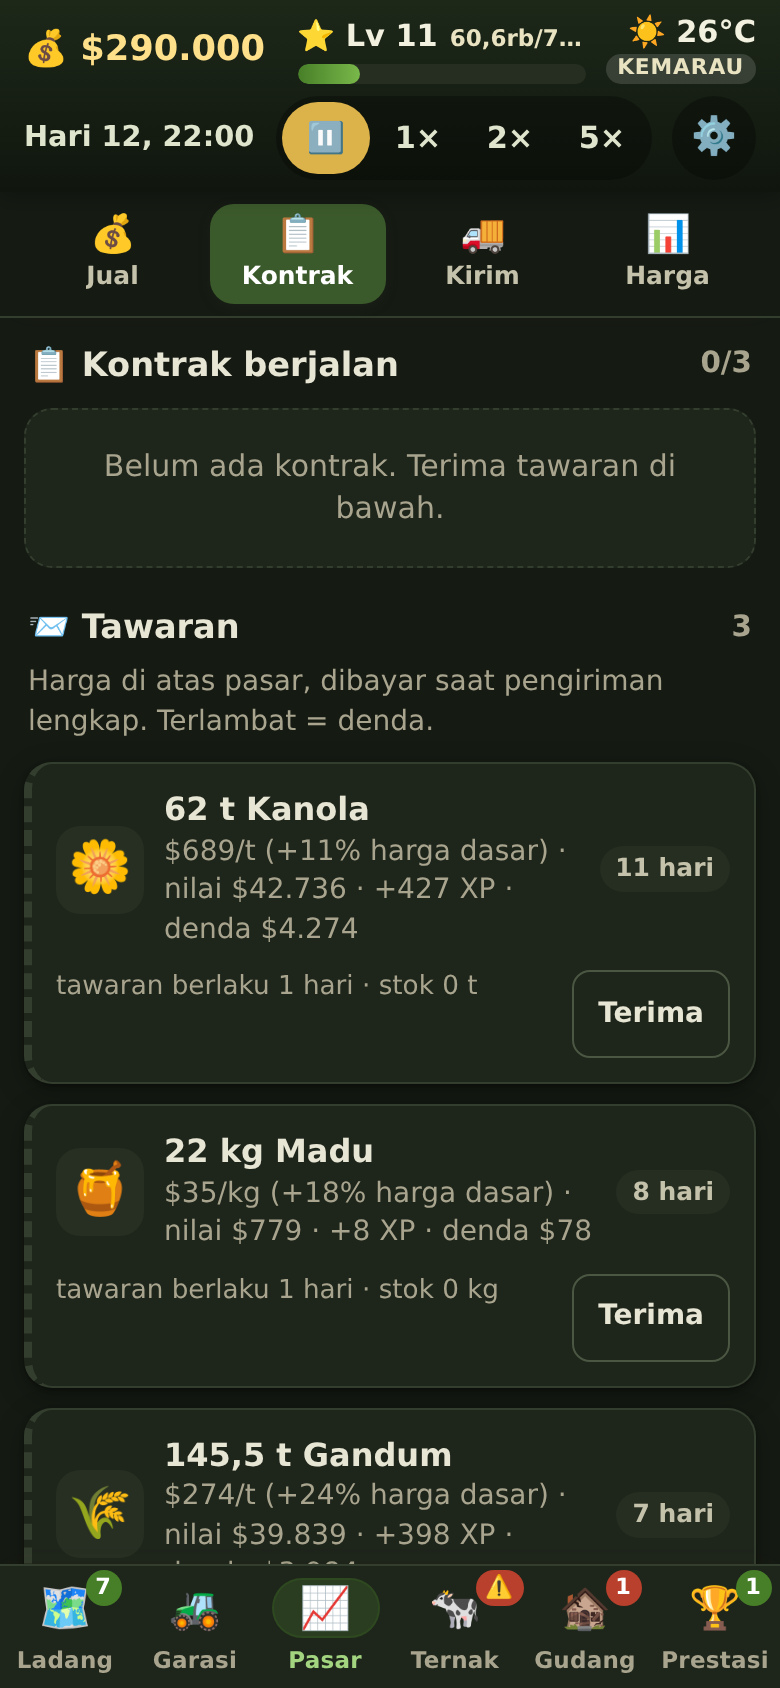 $290.000
Lv 11 60,6rb/7...
26°C
KEMARAU
Hari 12, 22:00
1× 2× 5×
Jual Kontrak Kirim Harga
Kontrak berjalan 0/3
Belum ada kontrak. Terima tawaran di
bawah.
Tawaran 3
Harga di atas pasar, dibayar saat pengiriman
lengkap. Terlambat = denda.
62 t Kanola
$689/t (+11% harga dasar) ·
nilai $42.736 · +427 XP ·
denda $4.274
11 hari
tawaran berlaku 1 hari · stok 0 t
Terima
22 kg Madu
$35/kg (+18% harga dasar) ·
nilai $779 · +8 XP · denda $78
8 hari
tawaran berlaku 1 hari · stok 0 kg
Terima
145,5 t Gandum
$274/t (+24% harga dasar) ·
nilai $39.839 · +398 XP ·
7 hari
7 1 1
Ladang Garasi Pasar Ternak Gudang Prestasi